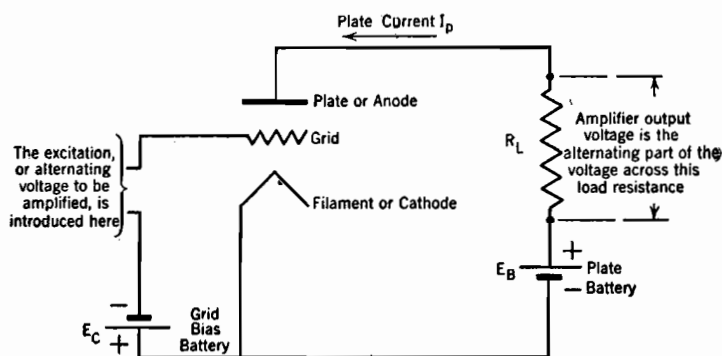 Plate Current Ip
Plate or Anode
Grid
Filament or Cathode
The excitation,
or alternating
voltage to be
amplified, is
introduced here
RL
Amplifier output
voltage is the
alternating part of the
voltage across this
load resistance
+
EB
Plate
− Battery
−
EC
+
Grid
Bias
Battery